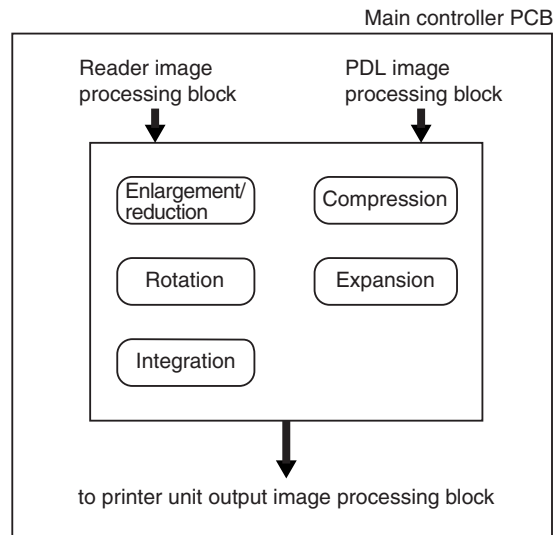 Main controller PCB
Reader image
processing block
PDL image
processing block
Enlargement/
reduction
Compression
Rotation
Expansion
Integration
to printer unit output image processing block